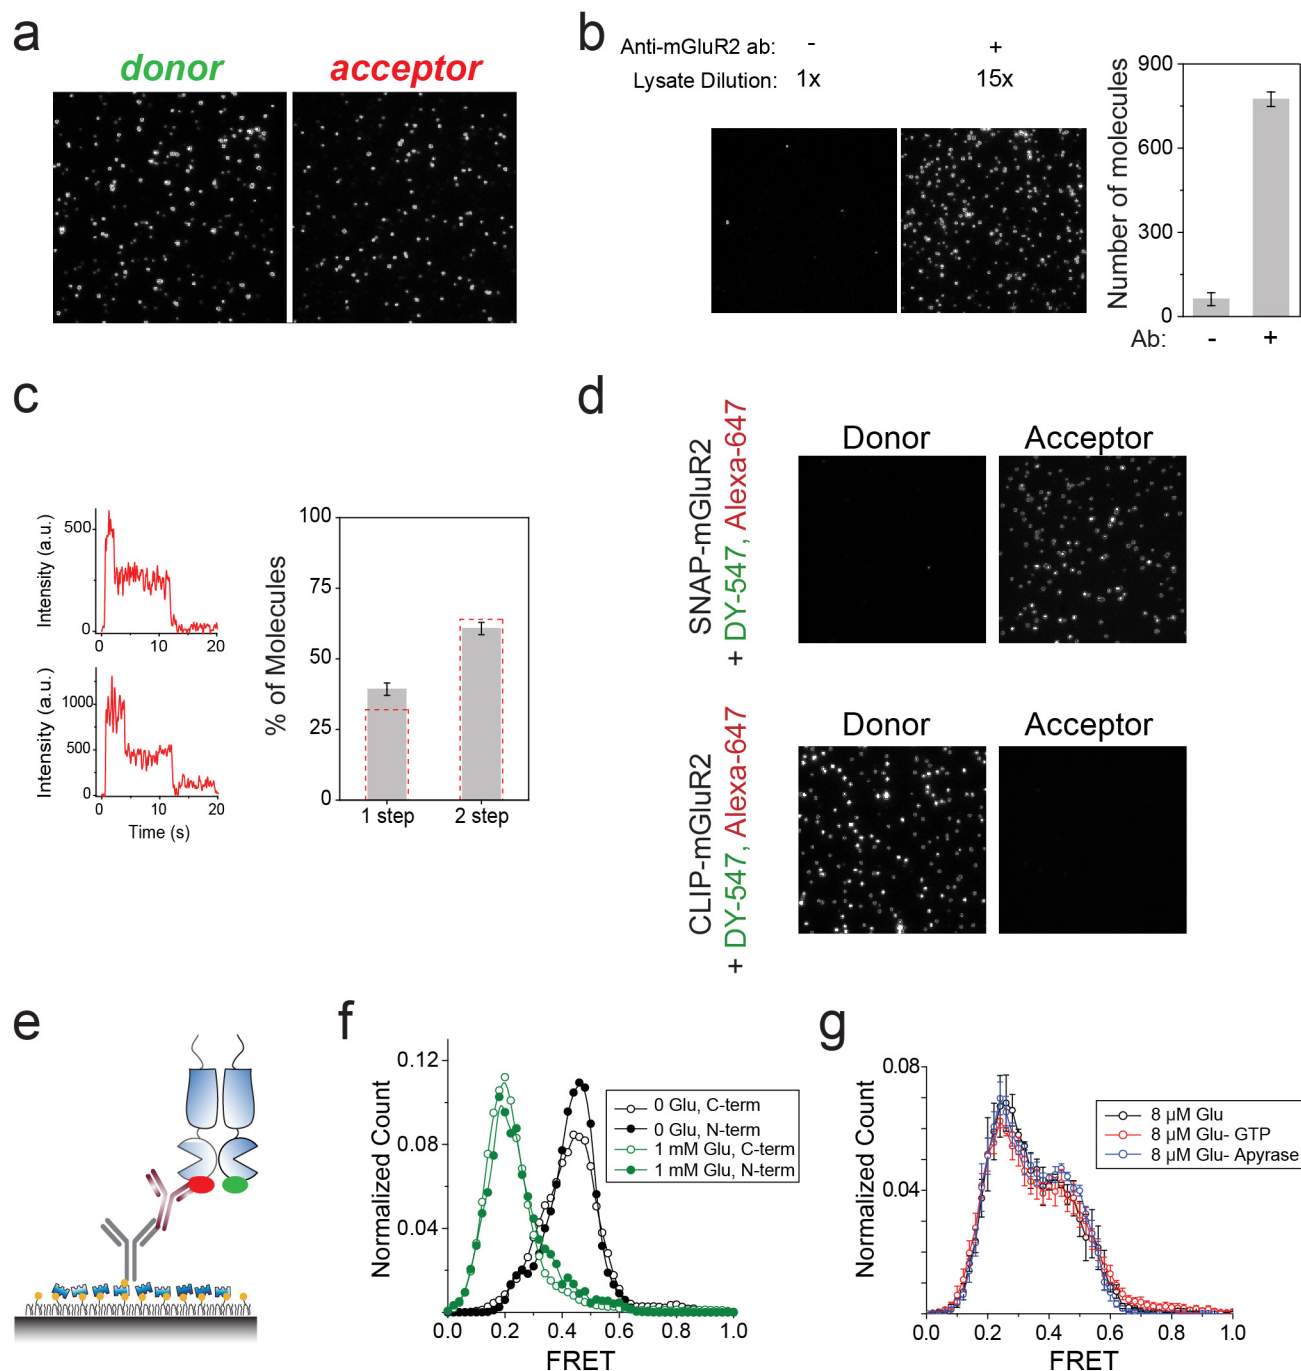 a
donor
acceptor
b
Anti-mGluR2 ab: - +
Lysate Dilution: 1x 15x
Number of molecules
900
600
300
0
Ab: - +
c
Intensity (a.u.)
500
0
0 10 20
Intensity (a.u.)
1000
500
0
0 10 20
Time (s)
% of Molecules
100
75
50
25
0
1 step 2 step
d
SNAP-mGluR2
+ DY-547, Alexa-647
Donor Acceptor
CLIP-mGluR2
+ DY-547, Alexa-647
Donor Acceptor
e
f
Normalized Count
0.12
0.08
0.04
0 Glu, C-term
0 Glu, N-term
1 mM Glu, C-term
1 mM Glu, N-term
0.0 0.2 0.4 0.6 0.8 1.0
FRET
g
Normalized Count
0.08
0.04
8 µM Glu
8 µM Glu- GTP
8 µM Glu- Apyrase
0.0 0.2 0.4 0.6 0.8 1.0
FRET